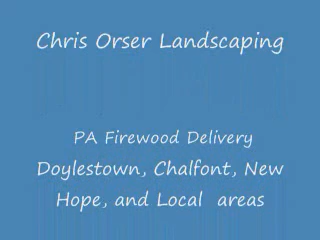 Chris Orser Landscaping
PA Firewood Delivery
Doylestown, Chalfont, New
Hope, and Local areas